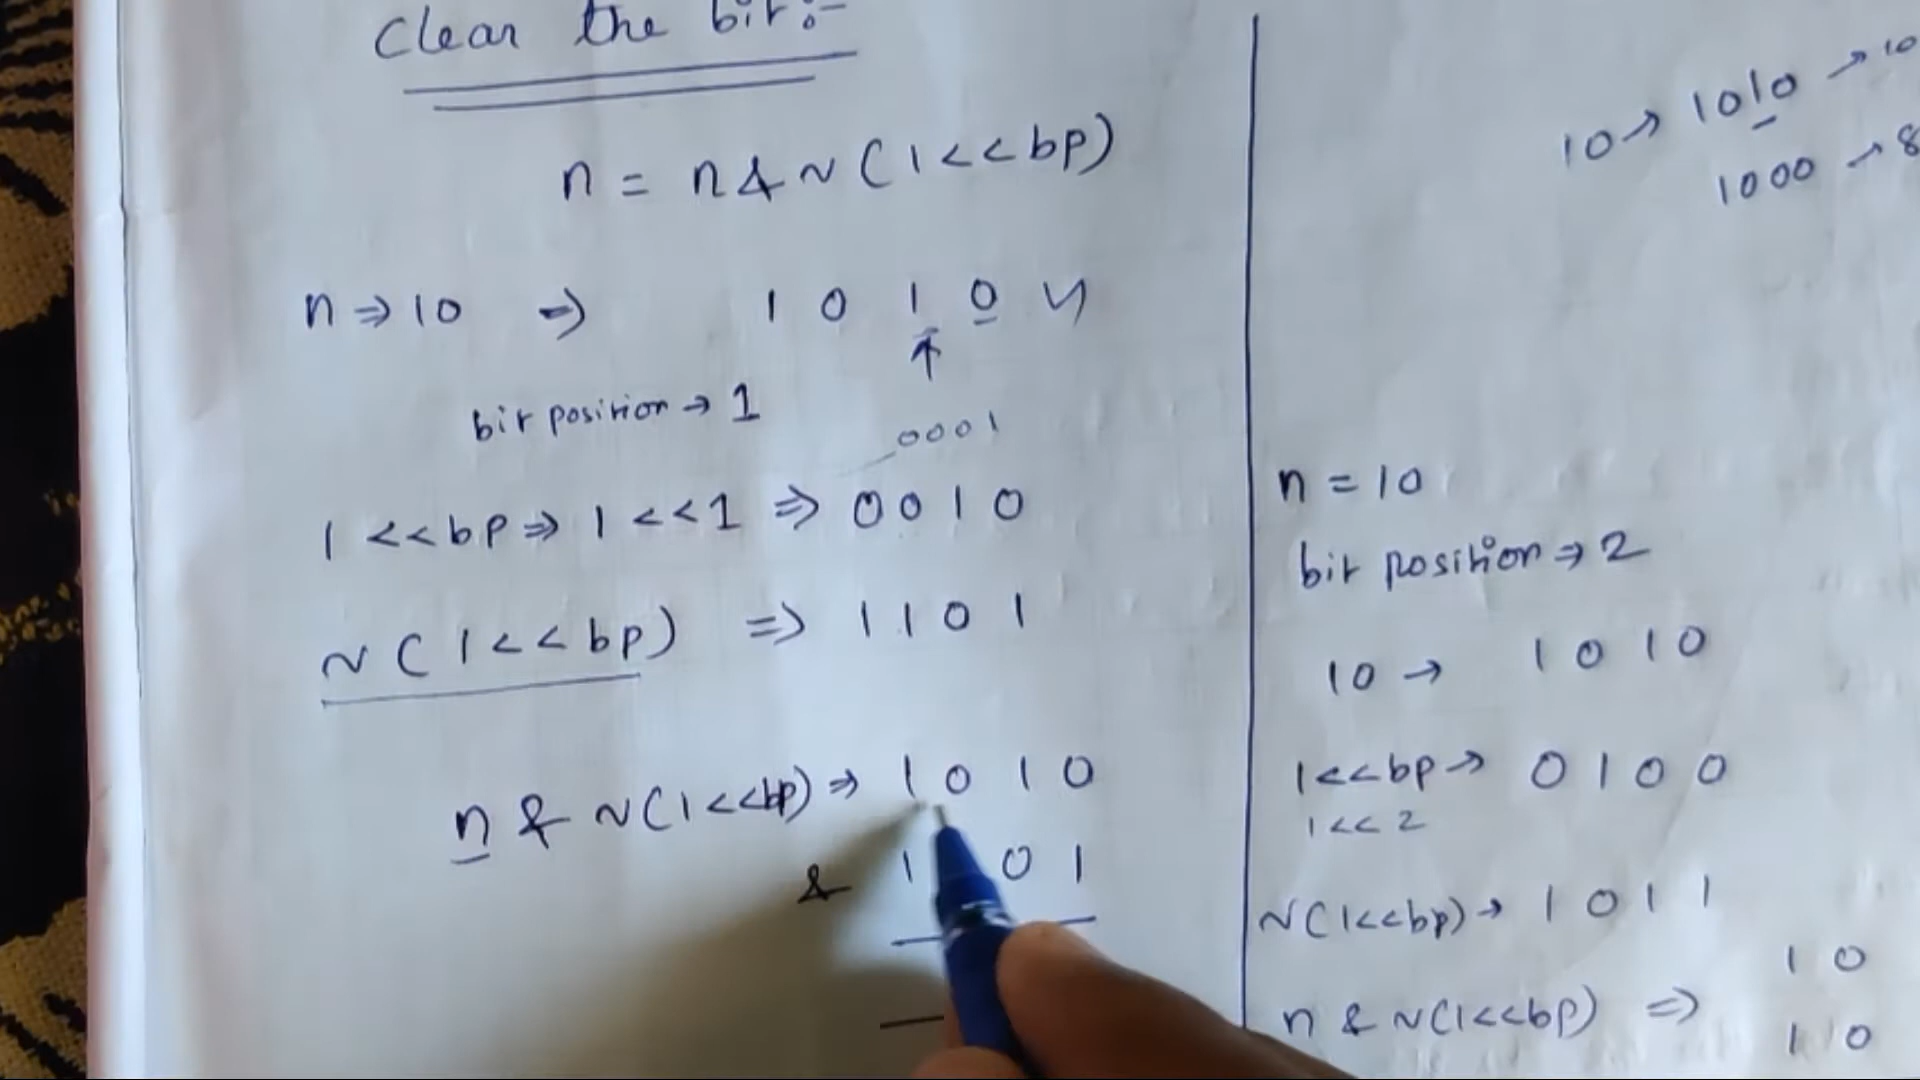 Clear the bit:-
n = n & ~ (1<<bp)
n ⇒ 10 ⇒ 1 0 1 0
↑
bit position → 1
0001
1 <<bp ⇒ 1 <<1 ⇒ 0 0 1 0
~ ( 1<<bp) ⇒ 1 1 0 1
n & ~(1<<bp) ⇒ 1 0 1 0
& 1 0 1
10 → 1010 → 10
1000 → 8
n = 10
bit position ⇒ 2
10 → 1 0 1 0
1<<bp → 0 1 0 0
1<<2
~(1<<bp) → 1 0 1 1
n & ~(1<<bp) ⇒
1 0
1 0